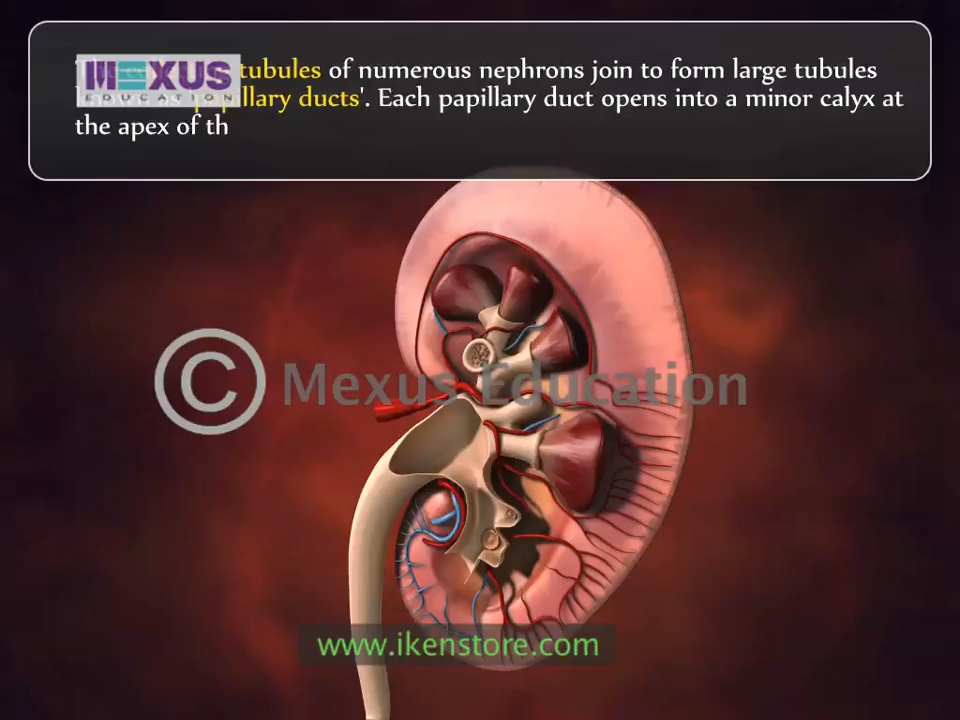 MEXUS
EDUCATION
tubules of numerous nephrons join to form large tubules
papillary ducts'. Each papillary duct opens into a minor calyx at
the apex of th
© Mexus Education
www.ikenstore.com